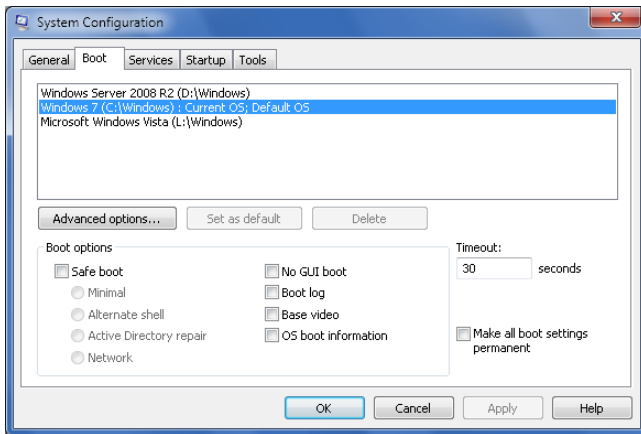 System Configuration
General Boot Services Startup Tools
Windows Server 2008 R2 (D:\Windows)
Windows 7 (C:\Windows) : Current OS; Default OS
Microsoft Windows Vista (L:\Windows)
Advanced options... Set as default Delete
Boot options
Timeout:
Safe boot No GUI boot 30 seconds
Minimal Boot log
Alternate shell Base video
Active Directory repair OS boot information Make all boot settings
permanent
Network
OK Cancel Apply Help